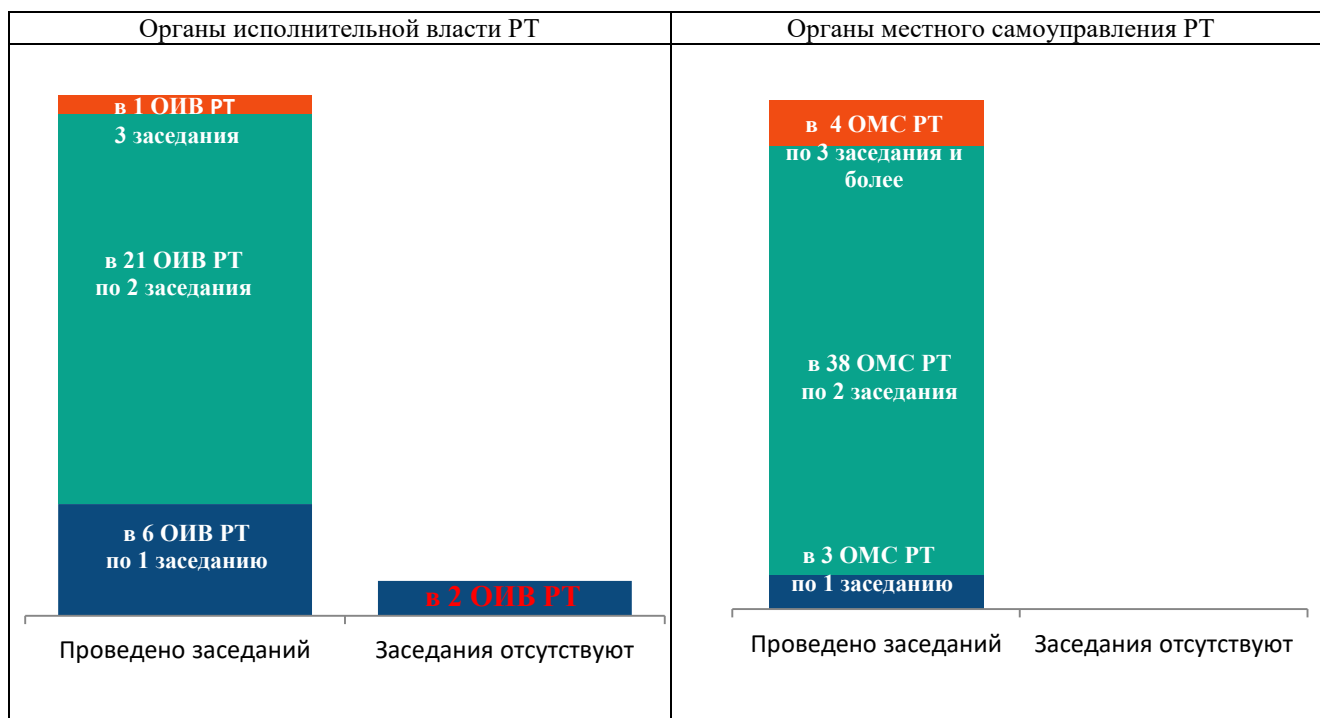 Органы исполнительной власти РТ
Органы местного самоуправления РТ
в 1 ОИВ РТ
3 заседания
в 21 ОИВ РТ
по 2 заседания
в 6 ОИВ РТ
по 1 заседанию
в 2 ОИВ РТ
Проведено заседаний
Заседания отсутствуют
в 4 ОМС РТ
по 3 заседания и
более
в 38 ОМС РТ
по 2 заседания
в 3 ОМС РТ
по 1 заседанию
Проведено заседаний
Заседания отсутствуют